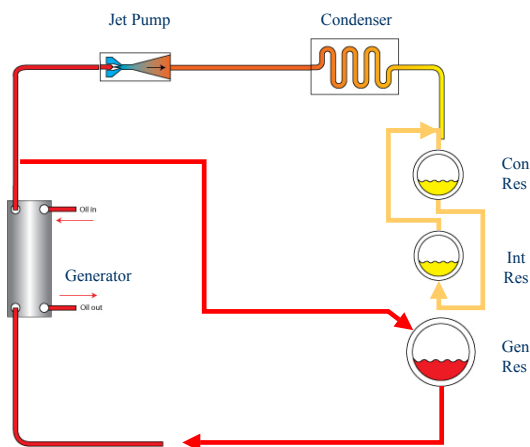 Jet Pump
Condenser
Con
Res
Oil in
Generator
Int
Res
Oil out
Gen
Res